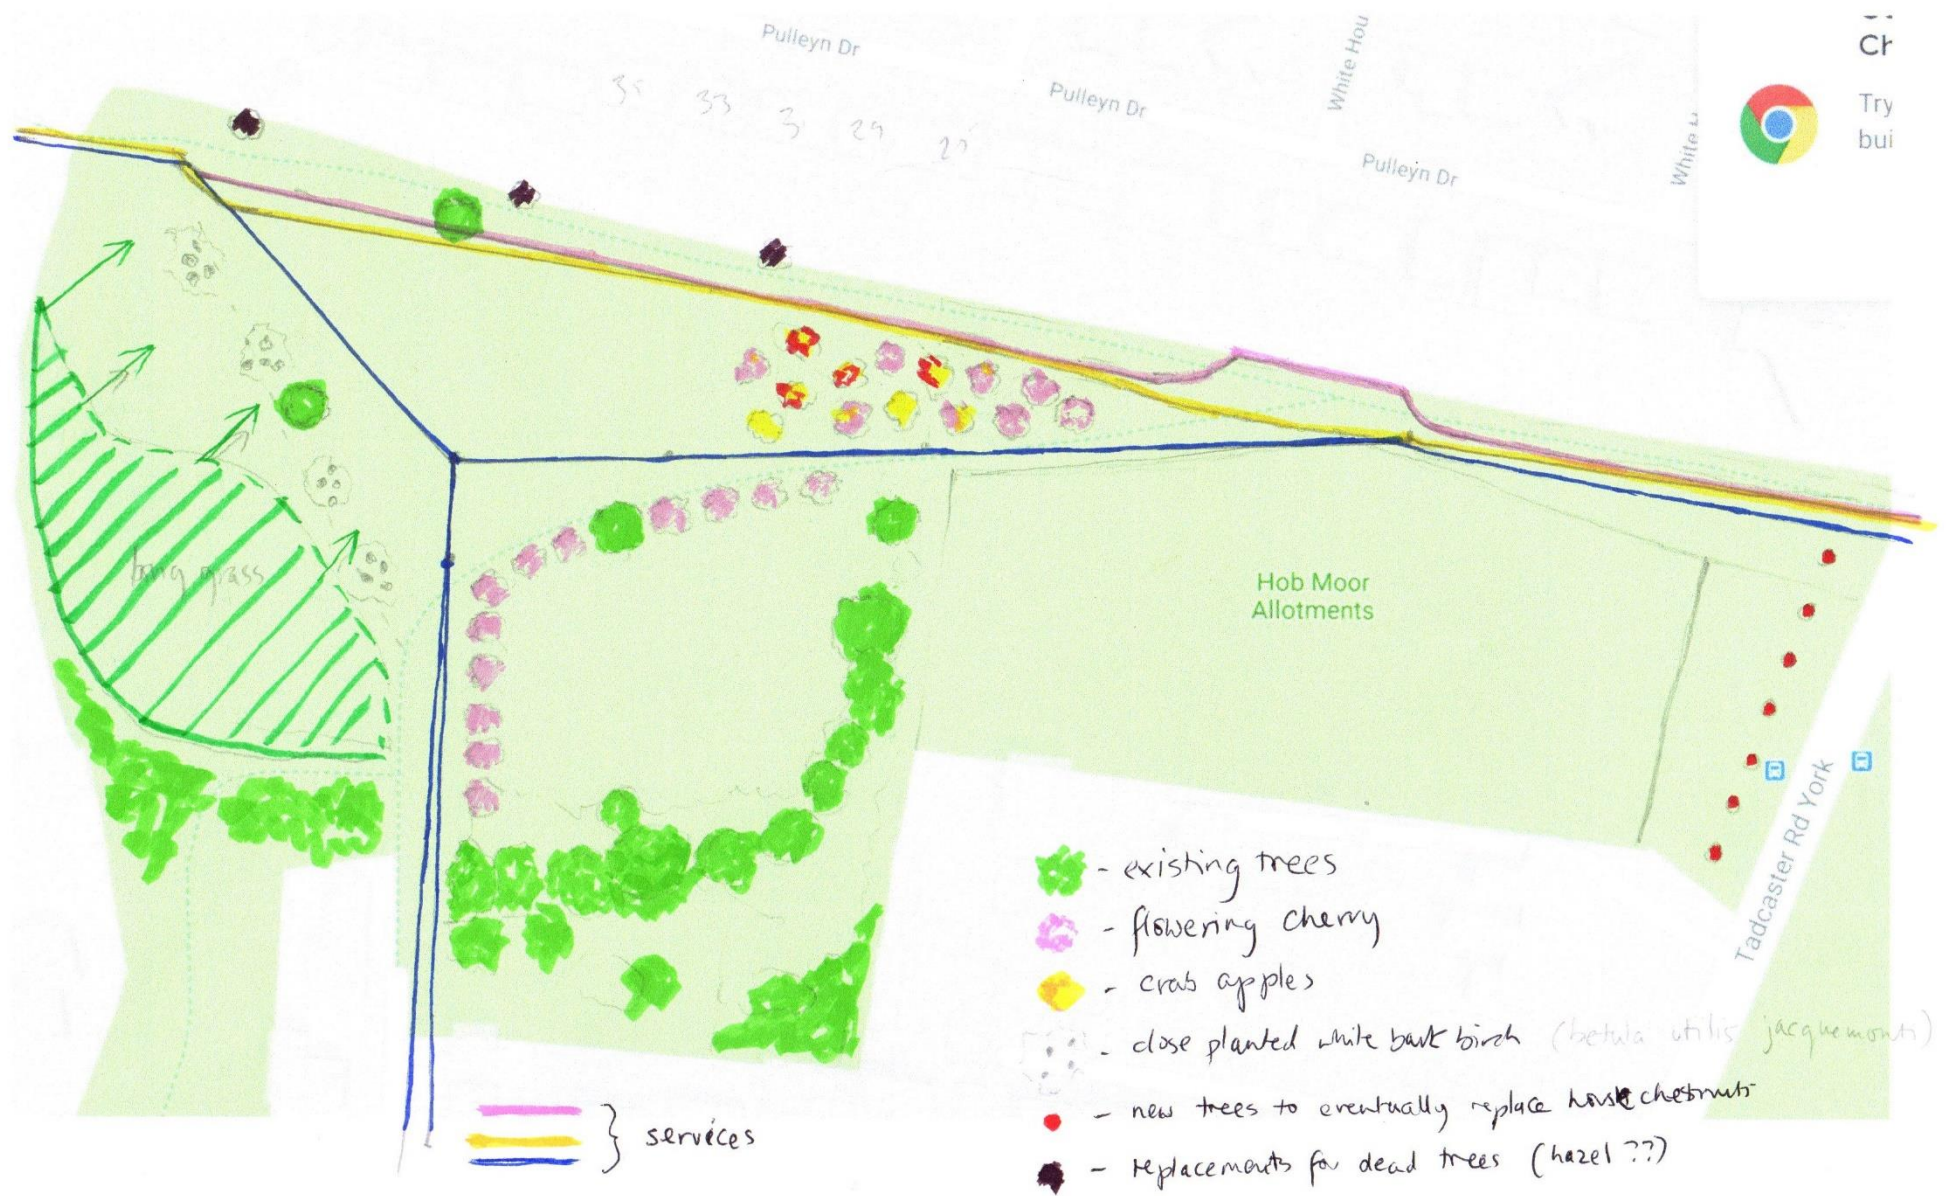 Pulleyn Dr
Pulleyn Dr
Pulleyn Dr
White Hou
Ch
Try
bui
33
29
long grass
Hob Moor
Allotments
Tadcaster Rd York
- existing trees
- flowering cherry
- crab apples
- close planted white bark birch (betula utilis jacquemontii)
- new trees to eventually replace horse chestnuts
- replacements for dead trees (hazel ??)
services